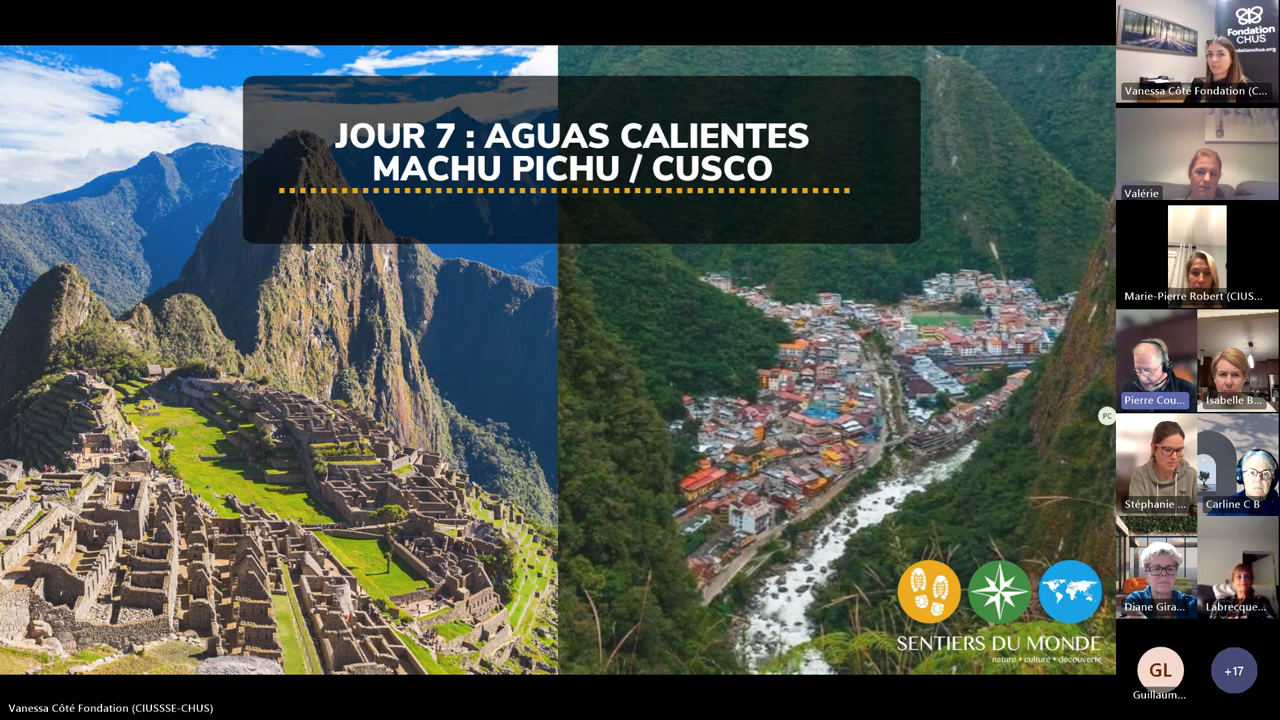 JOUR 7 : AGUAS CALIENTES
MACHU PICHU / CUSCO
SENTIERS DU MONDE
nature • culture • découverte
Vanessa Côté Fondation (CIUSSSE-CHUS)
Fondation
CHUS
Vanessa Côté Fondation (C...
Valérie
Marie-Pierre Robert (CIUS...
Pierre Cou...
Isabelle B...
PC
Stéphanie ...
Carline C B
Diane Gira...
Labrecque...
GL
Guillaum...
+17